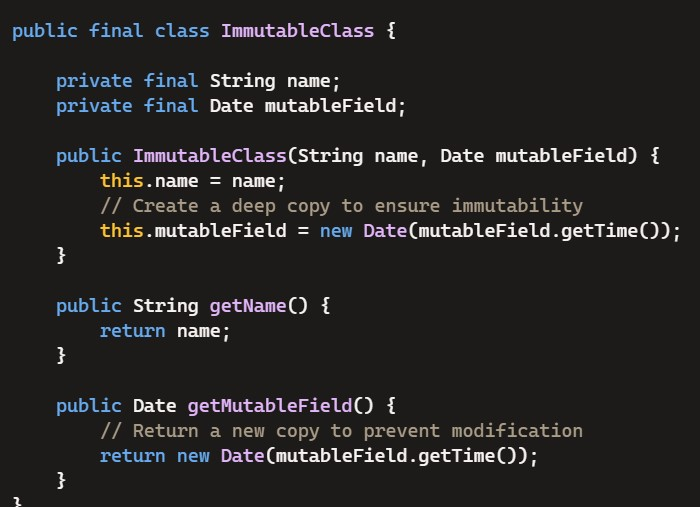 public final class ImmutableClass {
    private final String name;
    private final Date mutableField;
    public ImmutableClass(String name, Date mutableField) {
        this.name = name;
        // Create a deep copy to ensure immutability
        this.mutableField = new Date(mutableField.getTime());
    }
    public String getName() {
        return name;
    }
    public Date getMutableField() {
        // Return a new copy to prevent modification
        return new Date(mutableField.getTime());
    }
}